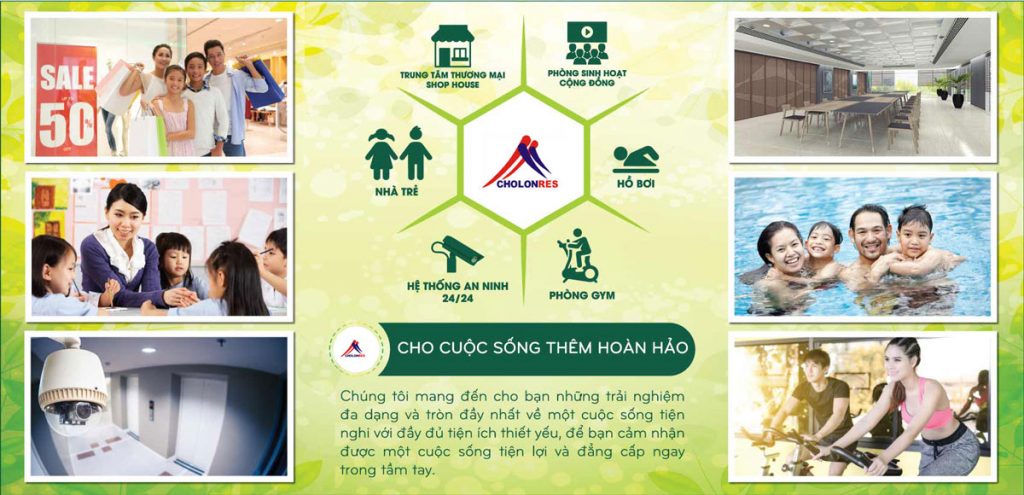 SALE
UP TO
50%
TRUNG TÂM THƯƠNG MẠI
SHOP HOUSE
PHÒNG SINH HOẠT
CỘNG ĐỒNG
NHÀ TRẺ
CHOLONRES
HỒ BƠI
HỆ THỐNG AN NINH
24/24
PHÒNG GYM
CHOLONRES
CHO CUỘC SỐNG THÊM HOÀN HẢO
Chúng tôi mang đến cho bạn những trải nghiệm
đa dạng và tròn đầy nhất về một cuộc sống tiện
nghi với đầy đủ tiện ích thiết yếu, để bạn cảm nhận
được một cuộc sống tiện lợi và đẳng cấp ngay
trong tầm tay.